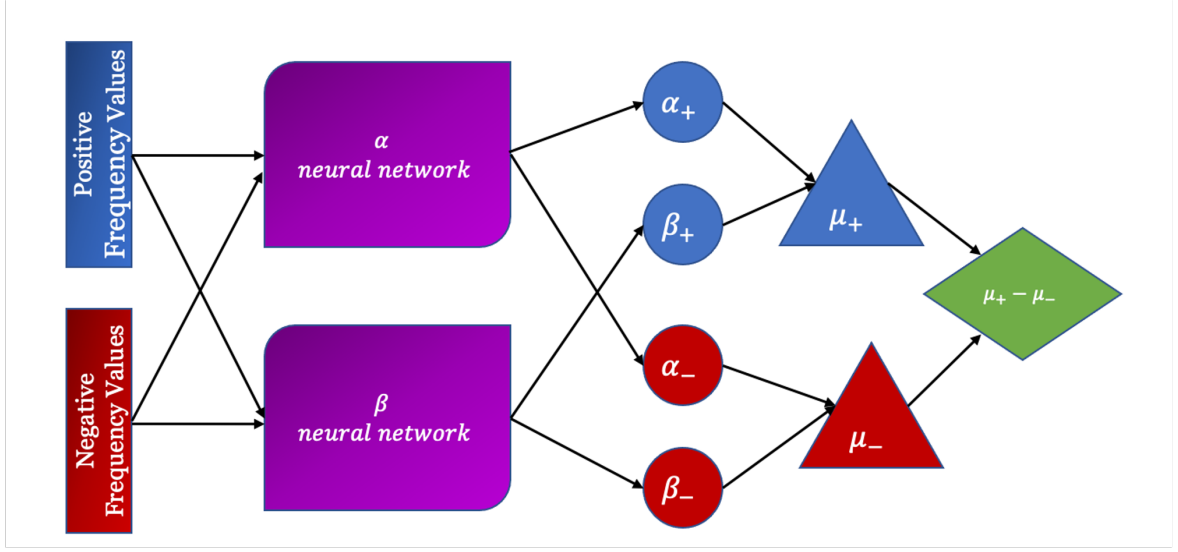 Positive
Frequency Values
Negative
Frequency Values
α
neural network
β
neural network
α₊
β₊
α₋
β₋
μ₊
μ₋
μ₊ − μ₋